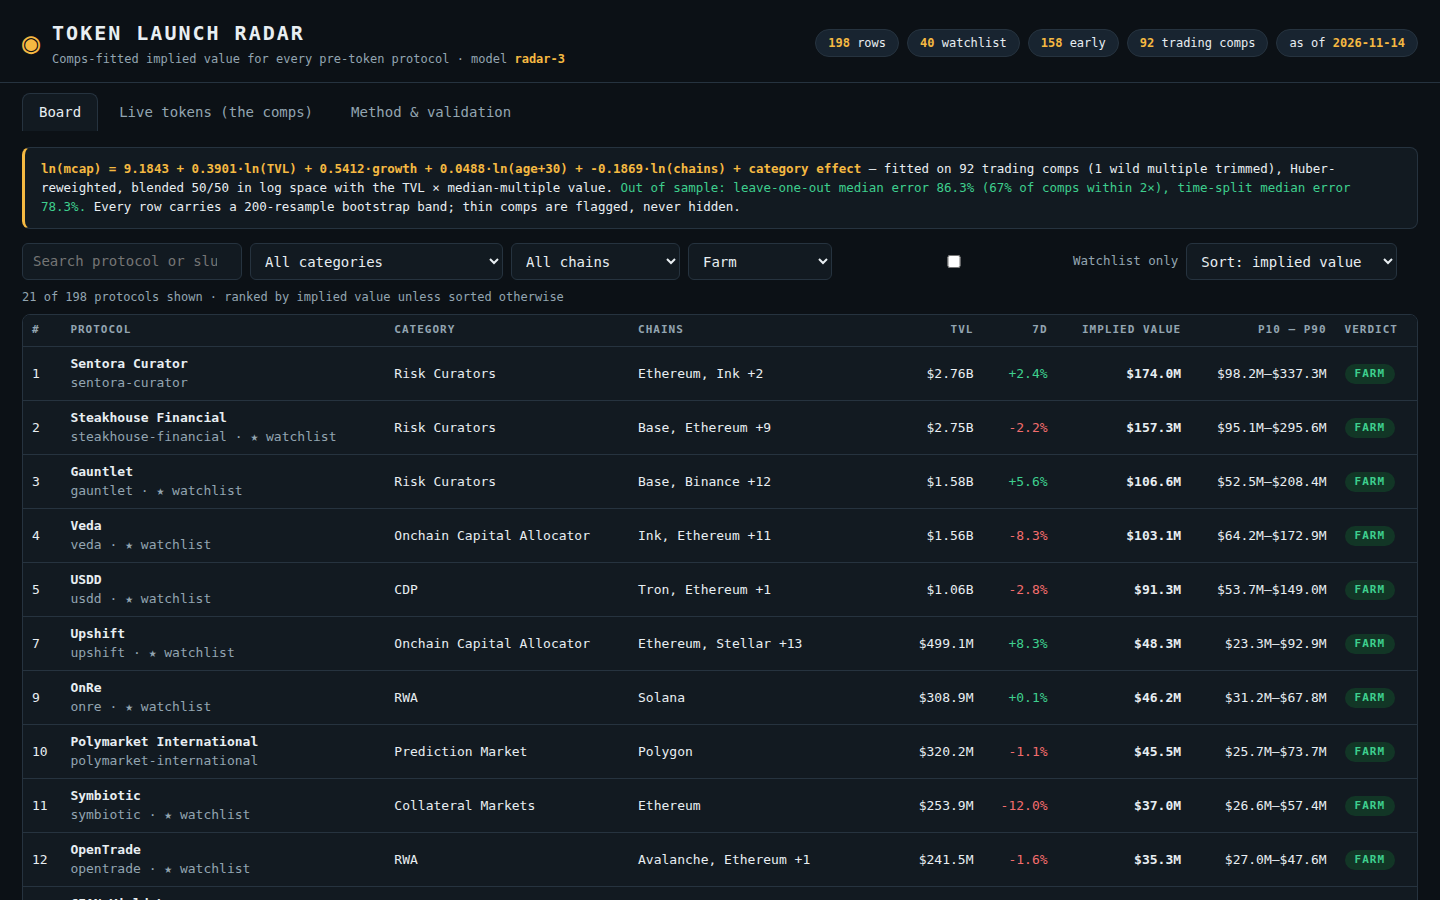 TOKEN LAUNCH RADAR
Comps-fitted implied value for every pre-token protocol · model radar-3
198 rows
40 watchlist
158 early
92 trading comps
as of 2026-11-14
Board
Live tokens (the comps)
Method & validation
ln(mcap) = 9.1843 + 0.3901·ln(TVL) + 0.5412·growth + 0.0488·ln(age+30) + -0.1869·ln(chains) + category effect — fitted on 92 trading comps (1 wild multiple trimmed), Huber-
reweighted, blended 50/50 in log space with the TVL × median-multiple value. Out of sample: leave-one-out median error 86.3% (67% of comps within 2×), time-split median error
78.3%. Every row carries a 200-resample bootstrap band; thin comps are flagged, never hidden.
Search protocol or slu
All categories
All chains
Farm
Watchlist only
Sort: implied value
21 of 198 protocols shown · ranked by implied value unless sorted otherwise
# PROTOCOL CATEGORY CHAINS TVL 7D IMPLIED VALUE P10 — P90 VERDICT
1 Sentora Curator Risk Curators Ethereum, Ink +2 $2.76B +2.4% $174.0M $98.2M—$337.3M FARM
sentora-curator
2 Steakhouse Financial Risk Curators Base, Ethereum +9 $2.75B -2.2% $157.3M $95.1M—$295.6M FARM
steakhouse-financial · ★ watchlist
3 Gauntlet Risk Curators Base, Binance +12 $1.58B +5.6% $106.6M $52.5M—$208.4M FARM
gauntlet · ★ watchlist
4 Veda Onchain Capital Allocator Ink, Ethereum +11 $1.56B -8.3% $103.1M $64.2M—$172.9M FARM
veda · ★ watchlist
5 USDD CDP Tron, Ethereum +1 $1.06B -2.8% $91.3M $53.7M—$149.0M FARM
usdd · ★ watchlist
7 Upshift Onchain Capital Allocator Ethereum, Stellar +13 $499.1M +8.3% $48.3M $23.3M—$92.9M FARM
upshift · ★ watchlist
9 OnRe RWA Solana $308.9M +0.1% $46.2M $31.2M—$67.8M FARM
onre · ★ watchlist
10 Polymarket International Prediction Market Polygon $320.2M -1.1% $45.5M $25.7M—$73.7M FARM
polymarket-international
11 Symbiotic Collateral Markets Ethereum $253.9M -12.0% $37.0M $26.6M—$57.4M FARM
symbiotic · ★ watchlist
12 OpenTrade RWA Avalanche, Ethereum +1 $241.5M -1.6% $35.3M $27.0M—$47.6M FARM
opentrade · ★ watchlist